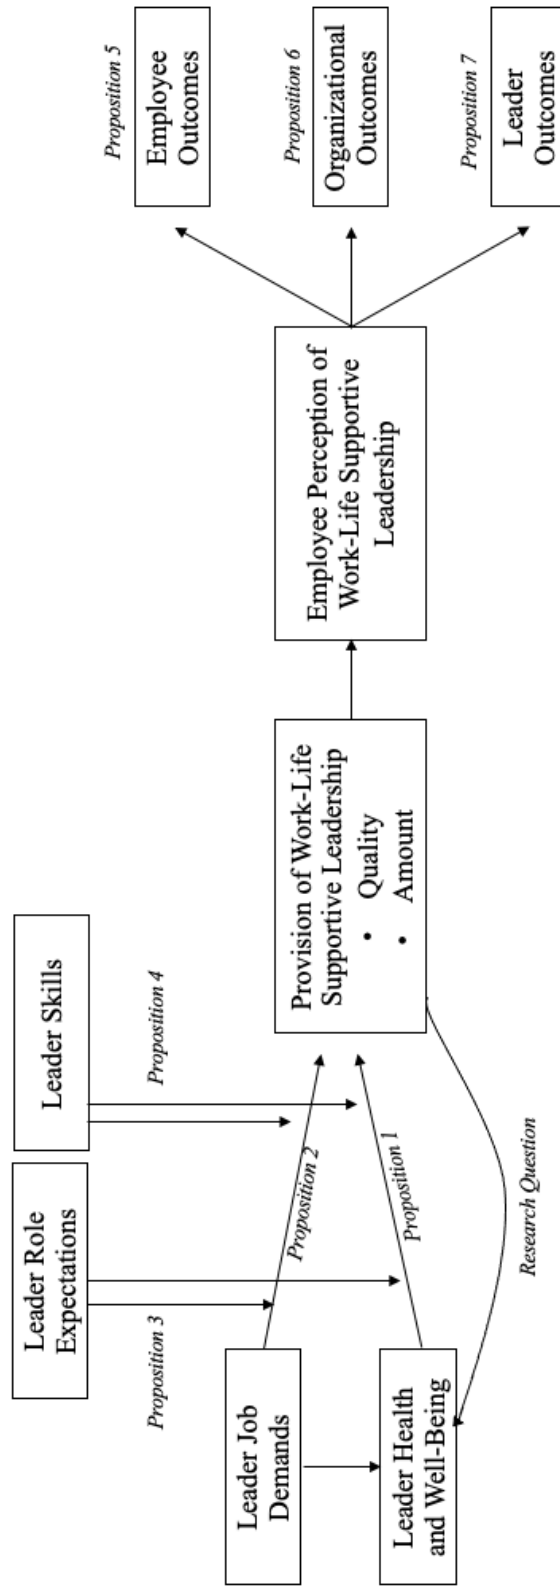 Leader Role
Expectations
Leader Skills
Proposition 3
Proposition 4
Leader Job
Demands
Proposition 2
Leader Health
and Well-Being
Proposition 1
Research Question
Provision of Work-Life
Supportive Leadership
• Quality
• Amount
Employee Perception of
Work-Life Supportive
Leadership
Proposition 5
Employee
Outcomes
Proposition 6
Organizational
Outcomes
Proposition 7
Leader
Outcomes